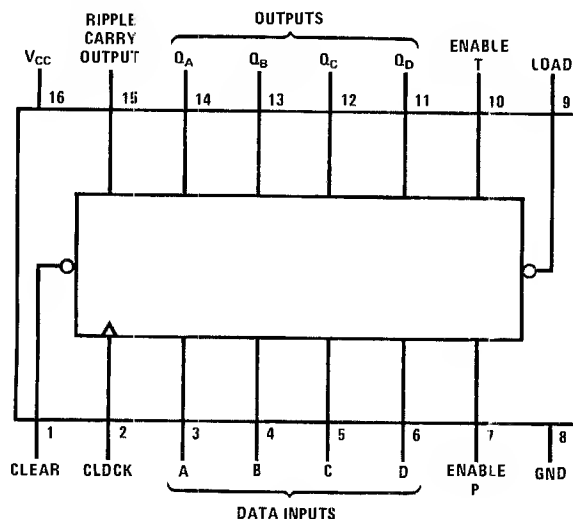 RIPPLE
CARRY
OUTPUT
OUTPUTS
ENABLE
T
LOAD
VCC
QA
QB
QC
QD
16
15
14
13
12
11
10
9
1
2
3
4
5
6
7
8
CLEAR
CLDCK
A
B
C
D
ENABLE
P
GND
DATA INPUTS